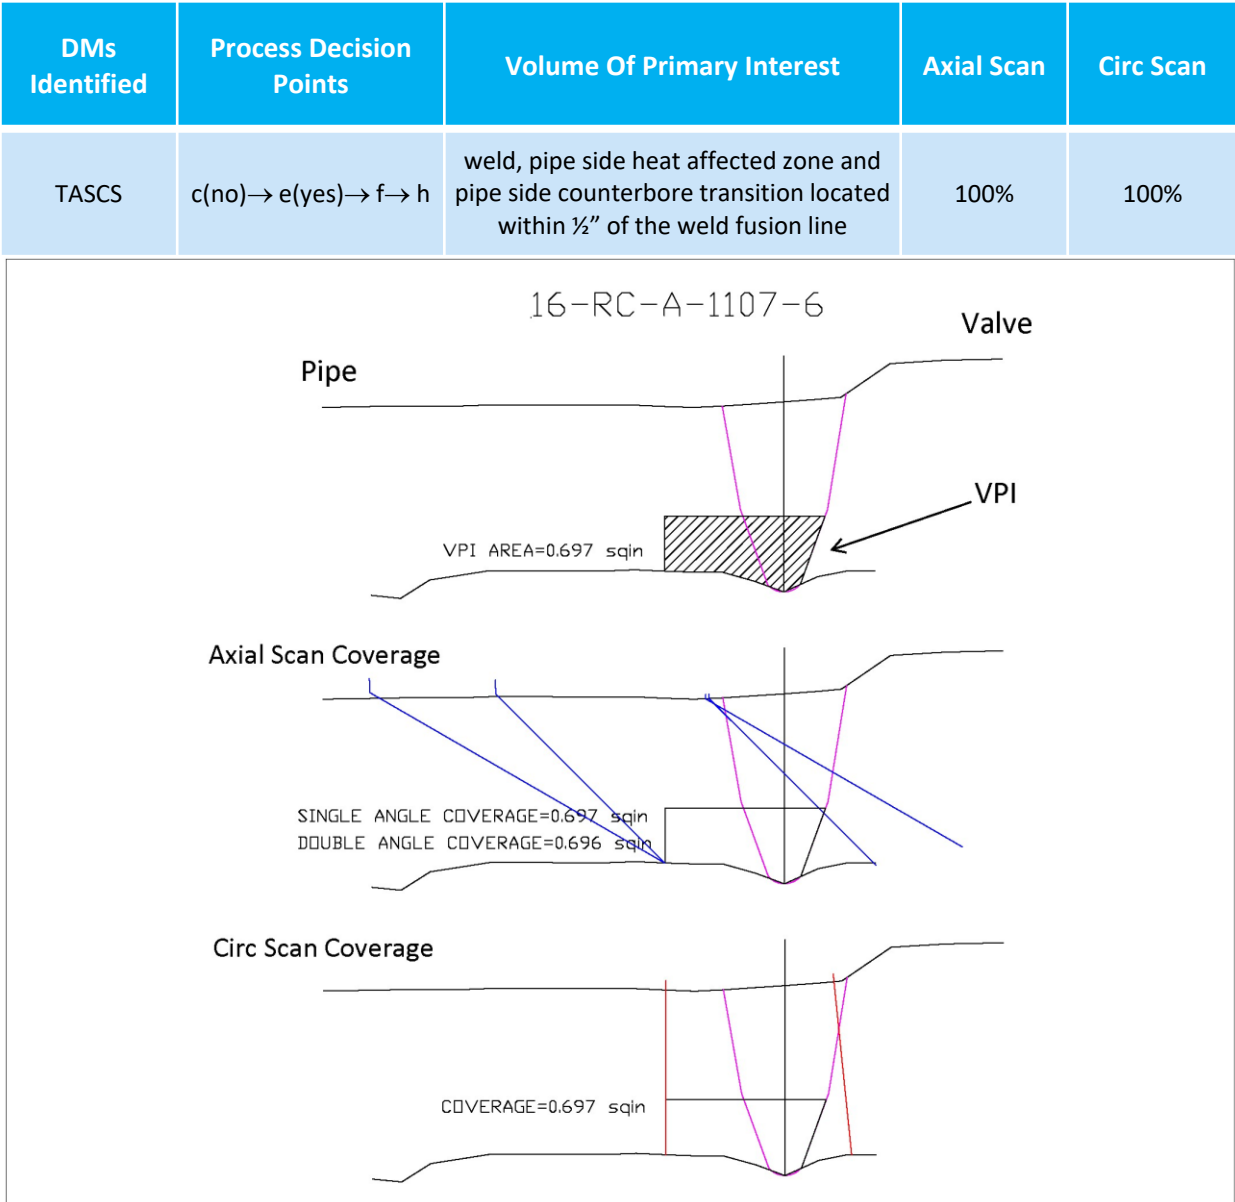 DMs Identified
Process Decision Points
Volume Of Primary Interest
Axial Scan
Circ Scan
TASCS
c(no)→ e(yes)→ f→ h
weld, pipe side heat affected zone and
pipe side counterbore transition located
within ½” of the weld fusion line
100%
100%
16-RC-A-1107-6
Valve
Pipe
VPI
VPI AREA=0.697 sqin
Axial Scan Coverage
SINGLE ANGLE COVERAGE=0.697 sqin
DOUBLE ANGLE COVERAGE=0.696 sqin
Circ Scan Coverage
COVERAGE=0.697 sqin